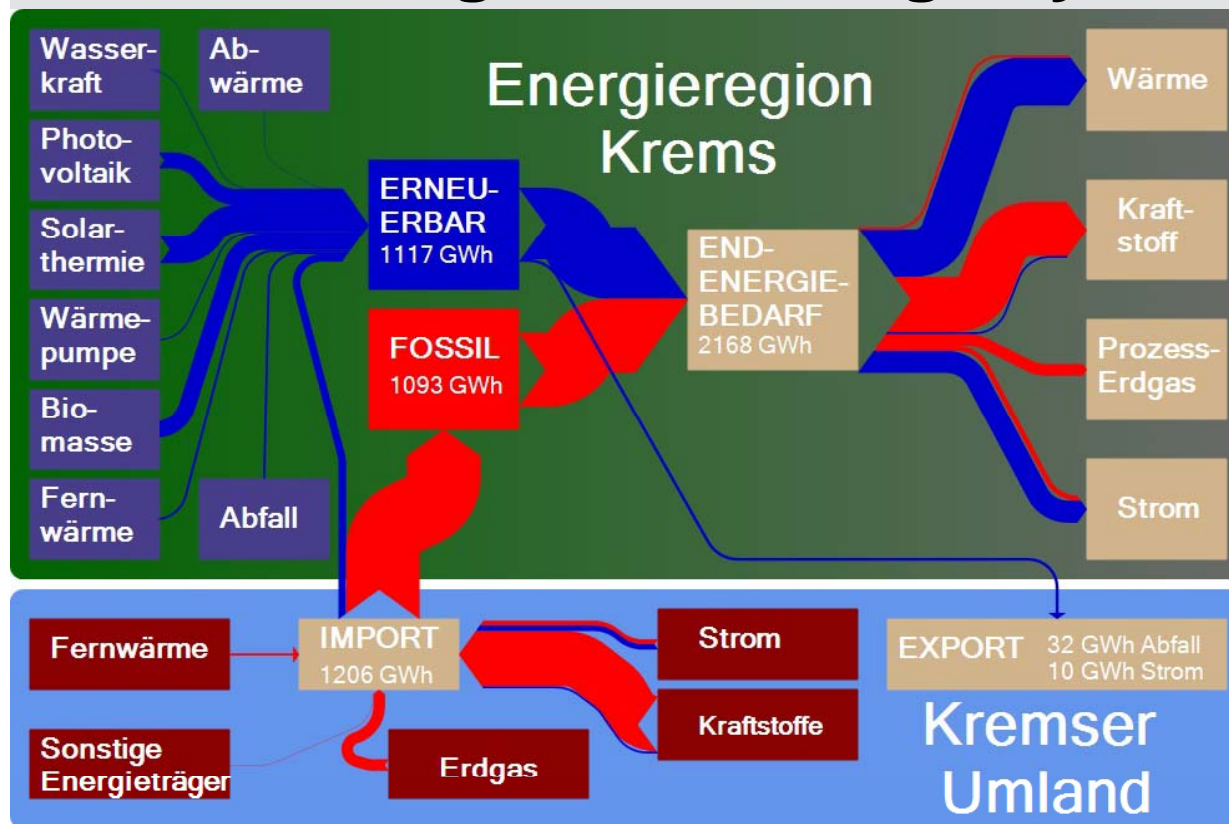 Wasser-
kraft
Ab-
wärme
Energieregion
Krems
Wärme
Photo-
voltaik
ERNEU-
ERBAR
1117 GWh
Kraft-
stoff
Solar-
thermie
END-
ENERGIE-
BEDARF
2168 GWh
Wärme-
pumpe
FOSSIL
1093 GWh
Prozess-
Erdgas
Bio-
masse
Fern-
wärme
Abfall
Strom
Fernwärme
IMPORT
1206 GWh
Strom
EXPORT
32 GWh Abfall
10 GWh Strom
Kraftstoffe
Sonstige
Energieträger
Erdgas
Kremser
Umland